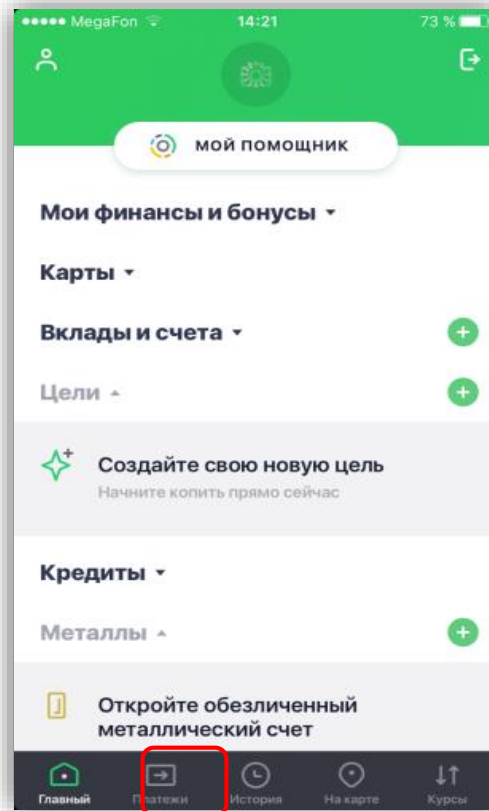 MegaFon 14:21 73 %
МОЙ ПОМОЩНИК
Мои финансы и бонусы
Карты
Вклады и счета
Цели
Создайте свою новую цель
Начните копить прямо сейчас
Кредиты
Металлы
Откройте обезличенный
металлический счет
Главный Платежи История На карте Курсы